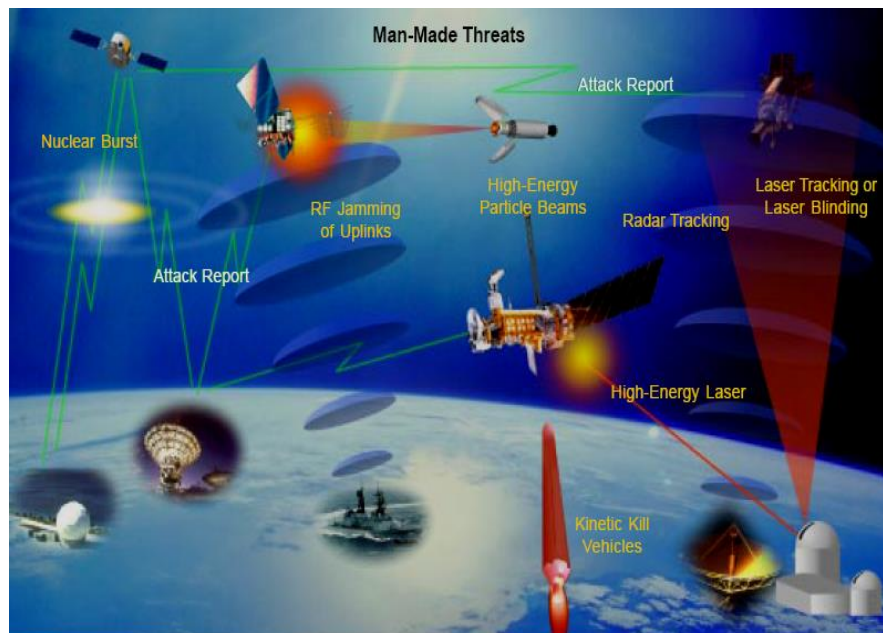 Man-Made Threats
Attack Report
Nuclear Burst
RF Jamming
of Uplinks
High-Energy
Particle Beams
Laser Tracking or
Laser Blinding
Radar Tracking
Attack Report
High-Energy Laser
Kinetic Kill
Vehicles